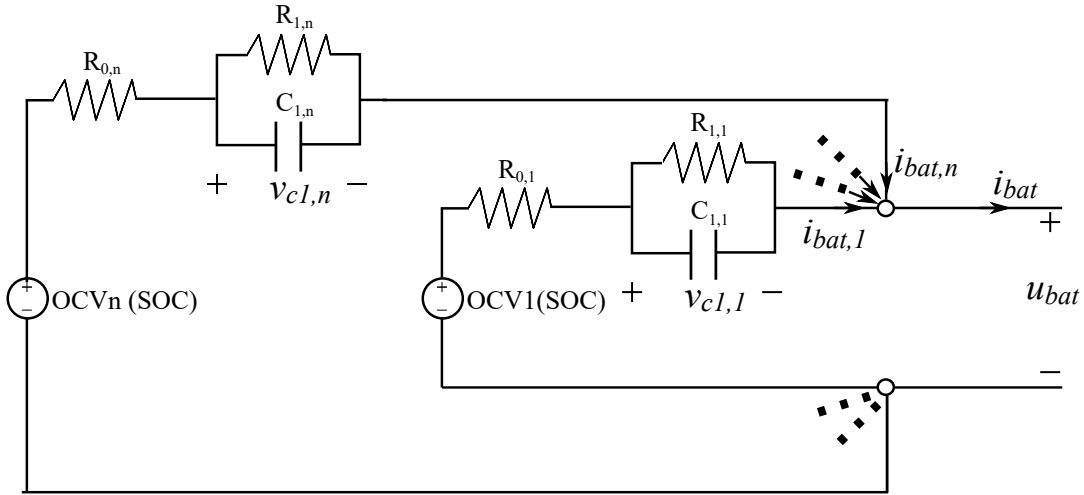 R1,n
R0,n
C1,n
+ vc1,n −
R1,1
R0,1
C1,1
+ vc1,1 −
ibat,n
ibat
ibat,1
+
+
−
OCVn (SOC)
+
−
OCV1(SOC)
ubat
−